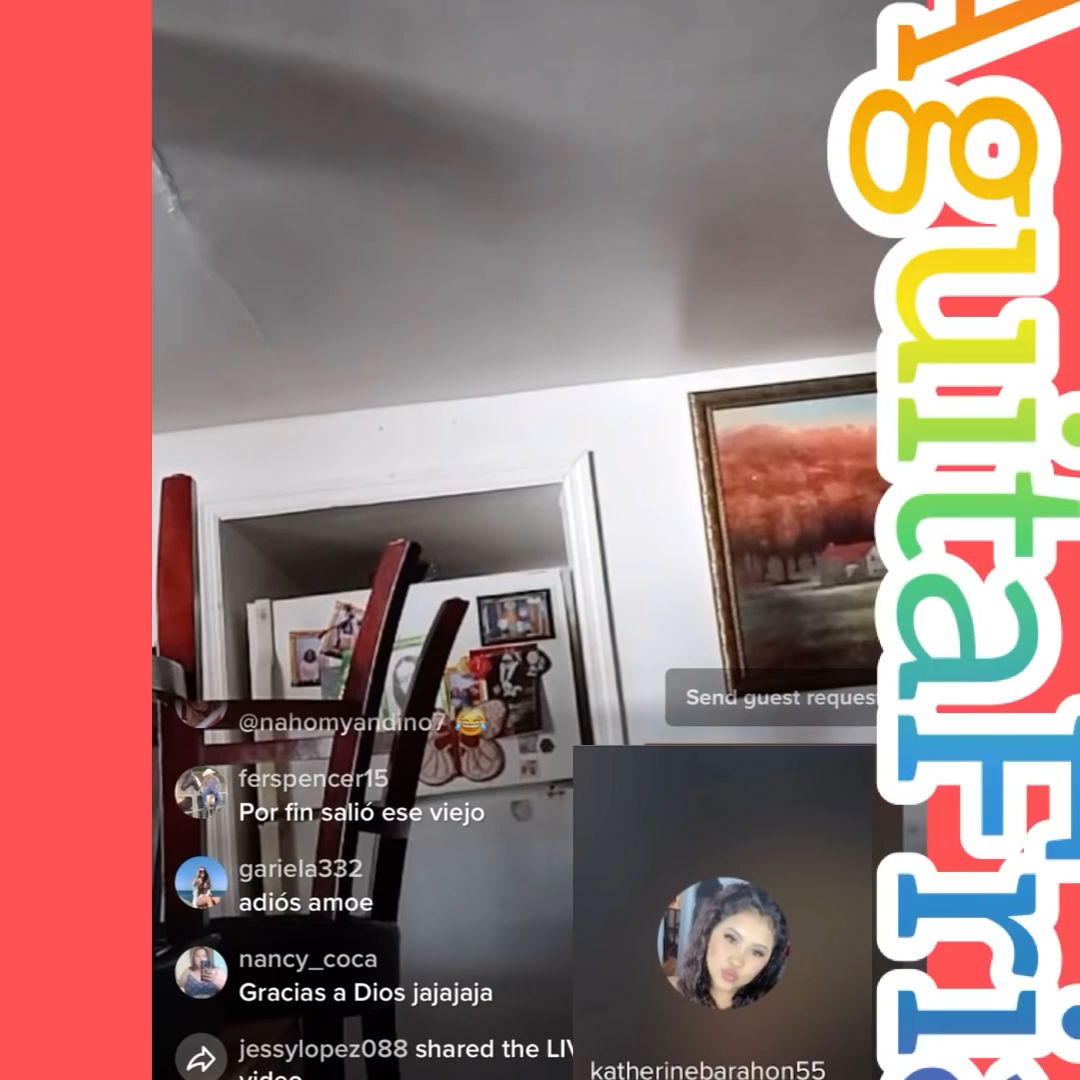 AguitaFria
Send guest request
@nahomyandino7 😂
ferspencer15
Por fin salió ese viejo
gariela332
adiós amoe
nancy_coca
Gracias a Dios jajajaja
jessylopez088 shared the LIV
video
katherinebarahon55